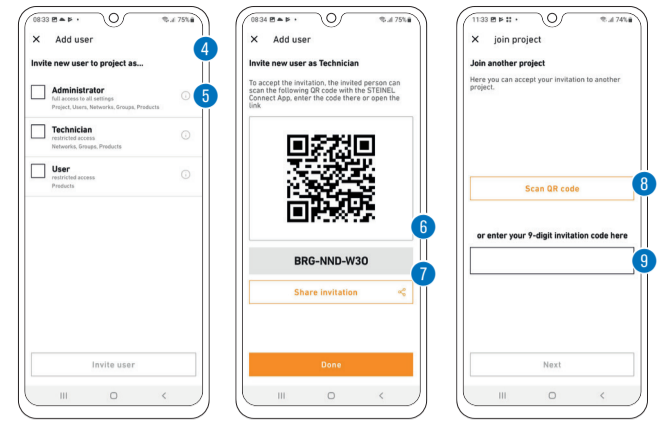 08:33
75%
× Add user
4
Invite new user to project as...
Administrator
full access to all settings
Project, Users, Networks, Groups, Products
5
Technician
restricted access
Networks, Groups, Products
User
restricted access
Products
Invite user
08:34
75%
× Add user
Invite new user as Technician
To accept the invitation, the invited person can
scan the following QR code with the STEINEL
Connect App, enter the code there or open the
link
6
BRG-NND-W3O
7
Share invitation
Done
11:33
74%
× join project
Join another project
Here you can accept your invitation to another
project.
Scan QR code
8
or enter your 9-digit invitation code here
9
Next